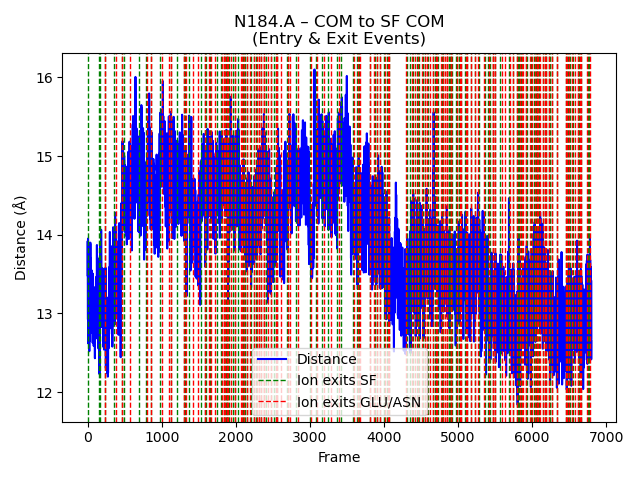 N184.A – COM to SF COM
(Entry & Exit Events)
16
15
14
13
12
Distance (Å)
Distance
Ion exits SF
Ion exits GLU/ASN
0
1000
2000
3000
4000
5000
6000
7000
Frame